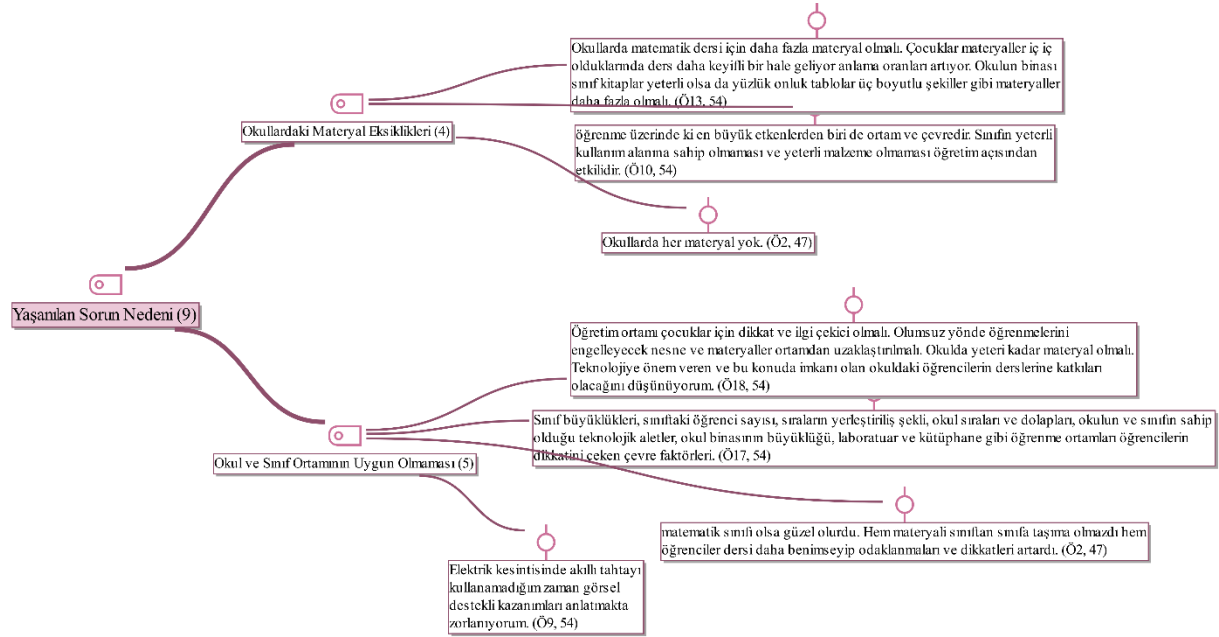 Okullarda matematik dersi için daha fazla materyal olmalı. Çocuklar materyaller iç içe
olduklarında ders daha keyifli bir hale geliyor anlama oranları artıyor. Okulun binası
sınıf kitaplar yeterli olsa da yüzlük onluk tablolar üç boyutlu şekiller gibi materyaller
daha fazla olmalı. (Ö13, 54)
Okullardaki Materyal Eksiklikleri (4)
öğrenme üzerinde ki en büyük etkenlerden biri de ortam ve çevredir. Sınıfın yeterli
kullanım alanına sahip olmaması ve yeterli malzeme olmaması öğretim açısından
etkilidir. (Ö10, 54)
Okullarda her materyal yok. (Ö2, 47)
Yaşanılan Sorun Nedeni (9)
Öğretim ortamı çocuklar için dikkat ve ilgi çekici olmalı. Olumsuz yönde öğrenmelerini
engelleyecek nesne ve materyaller ortamdan uzaklaştırılmalı. Okulda yeteri kadar materyal olmalı.
Teknolojiye önem veren ve bu konuda imkanı olan okuldaki öğrencilerin derslerine katkıları
olacağını düşünüyorum. (Ö18, 54)
Sınıf büyüklükleri, sınıftaki öğrenci sayısı, sıraların yerleştiriliş şekli, okul sıraları ve dolapları, okulun ve sınıfın sahip
olduğu teknolojik aletler, okul binasının büyüklüğü, laboratuar ve kütüphane gibi öğrenme ortamları öğrencilerin
dikkatini çeken çevre faktörleri. (Ö17, 54)
Okul ve Sınıf Ortamının Uygun Olmaması (5)
matematik sınıfı olsa güzel olurdu. Hem materyali sınıftan sınıfa taşıma olmazdı hem
öğrenciler dersi daha benimseyip odaklanmaları ve dikkatleri artardı. (Ö2, 47)
Elektrik kesintisinde akıllı tahtayı
kullanamadığım zaman görsel
destekli kazanımları anlatmakta
zorlanıyorum. (Ö9, 54)